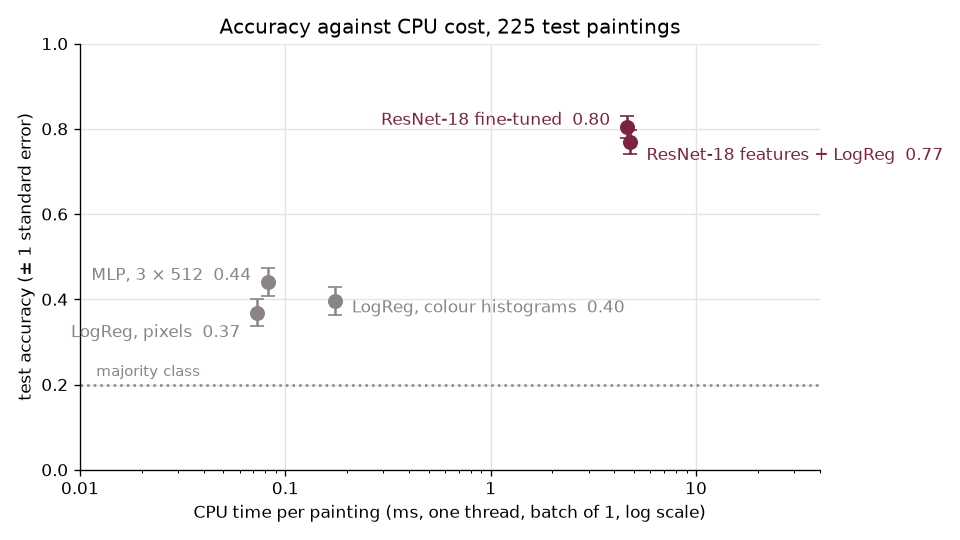 Accuracy against CPU cost, 225 test paintings
test accuracy (± 1 standard error)
1.0
0.8
0.6
0.4
0.2
0.0
ResNet-18 fine-tuned 0.80
ResNet-18 features + LogReg 0.77
MLP, 3 × 512 0.44
LogReg, colour histograms 0.40
LogReg, pixels 0.37
majority class
0.01 0.1 1 10
CPU time per painting (ms, one thread, batch of 1, log scale)